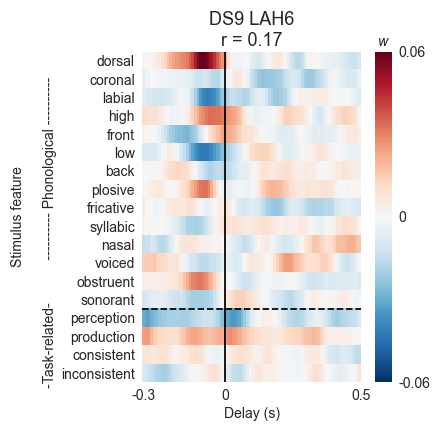 DS9 LAH6
r = 0.17
w
dorsal
coronal
labial
high
front
low
back
plosive
fricative
syllabic
nasal
voiced
obstruent
sonorant
perception
production
consistent
inconsistent
Stimulus feature
-Task-related- ---------- Phonological ----------
0.06
0
-0.06
-0.3 0 0.5
Delay (s)